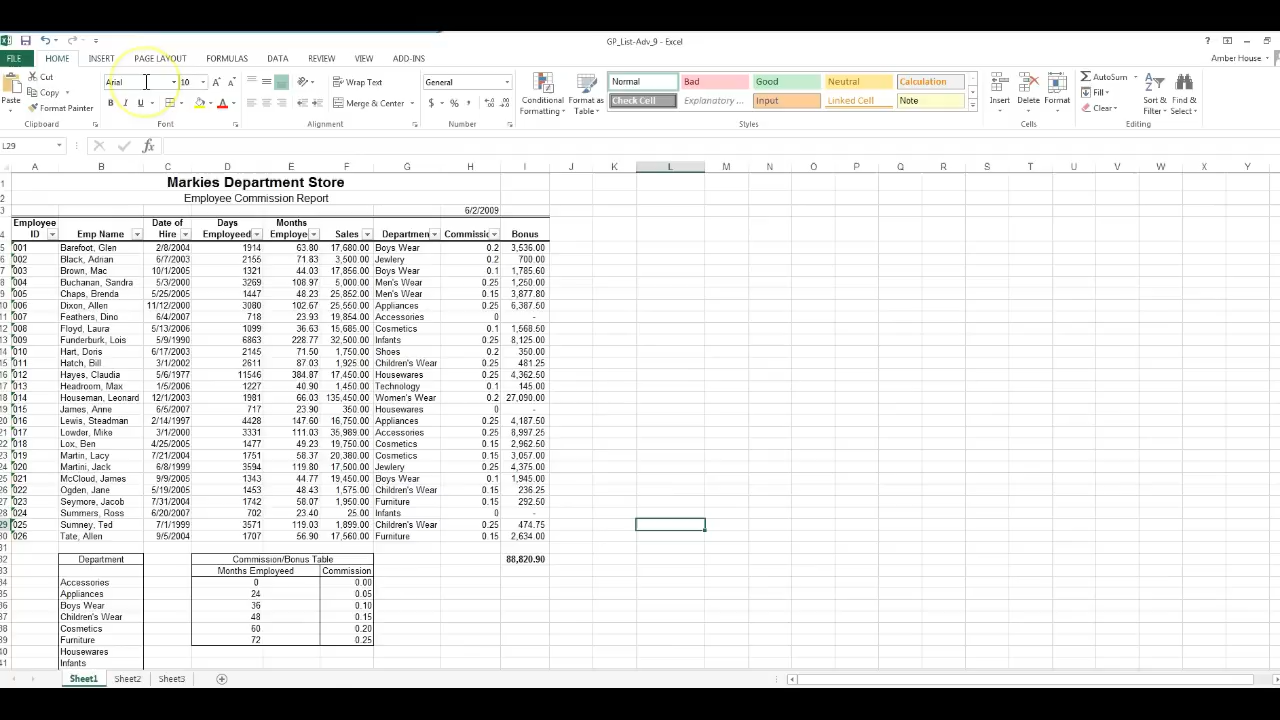 GP_List-Adv_9 - Excel
FILE HOME INSERT PAGE LAYOUT FORMULAS DATA REVIEW VIEW ADD-INS Amber House
Cut Arial 10 Wrap Text General Normal Bad Good Neutral Calculation AutoSum
Copy Fill
Paste Format Painter B I U Merge & Center $ % , Conditional Formatting Format as Table Check Cell Explanatory ... Input Linked Cell Note Insert Delete Format Clear Sort & Filter Find & Select
Clipboard Font Alignment Number Styles Cells Editing
L29 fx
A B C D E F G H I J K L M N O P Q R S T U V W X Y
Markies Department Store
Employee Commission Report
6/2/2009
Employee Date of Days Months
ID Emp Name Hire Employeed Employe Sales Departmen Commissic Bonus
001 Barefoot, Glen 2/8/2004 1914 63.80 17,680.00 Boys Wear 0.2 3,536.00
002 Black, Adrian 6/7/2003 2155 71.83 3,500.00 Jewlery 0.2 700.00
003 Brown, Mac 10/1/2005 1321 44.03 17,856.00 Boys Wear 0.1 1,785.60
004 Buchanan, Sandra 5/3/2000 3269 108.97 5,000.00 Men's Wear 0.25 1,250.00
005 Chaps, Brenda 5/25/2005 1447 48.23 25,852.00 Men's Wear 0.15 3,877.80
006 Dixon, Allen 11/12/2000 3080 102.67 25,550.00 Appliances 0.25 6,387.50
007 Feathers, Dino 6/4/2007 718 23.93 19,854.00 Accessories 0 -
008 Floyd, Laura 5/13/2006 1099 36.63 15,685.00 Cosmetics 0.1 1,568.50
009 Funderburk, Lois 5/9/1990 6863 228.77 32,500.00 Infants 0.25 8,125.00
010 Hart, Doris 6/17/2003 2145 71.50 1,750.00 Shoes 0.2 350.00
011 Hatch, Bill 3/1/2002 2611 87.03 1,925.00 Children's Wear 0.25 481.25
012 Hayes, Claudia 5/6/1977 11546 384.87 17,450.00 Housewares 0.25 4,362.50
013 Headroom, Max 1/5/2006 1227 40.90 1,450.00 Technology 0.1 145.00
014 Houseman, Leonard 12/1/2003 1981 66.03 135,450.00 Women's Wear 0.2 27,090.00
015 James, Anne 6/5/2007 717 23.90 350.00 Housewares 0 -
016 Lewis, Steadman 2/14/1997 4428 147.60 16,750.00 Appliances 0.25 4,187.50
017 Lowder, Mike 3/1/2000 3331 111.03 35,989.00 Accessories 0.25 8,997.25
018 Lox, Ben 4/25/2005 1477 49.23 19,750.00 Cosmetics 0.15 2,962.50
019 Martin, Lacy 7/21/2004 1751 58.37 20,380.00 Cosmetics 0.15 3,057.00
020 Martini, Jack 6/8/1999 3594 119.80 17,500.00 Jewlery 0.25 4,375.00
021 McCloud, James 9/9/2005 1343 44.77 19,450.00 Boys Wear 0.1 1,945.00
022 Ogden, Jane 5/19/2005 1453 48.43 1,575.00 Children's Wear 0.15 236.25
023 Seymore, Jacob 7/31/2004 1742 58.07 1,950.00 Furniture 0.15 292.50
024 Summers, Ross 6/20/2007 702 23.40 25.00 Infants 0 -
025 Sumney, Ted 7/1/1999 3571 119.03 1,899.00 Children's Wear 0.25 474.75
026 Tate, Allen 9/5/2004 1707 56.90 17,560.00 Furniture 0.15 2,634.00
Department Commission/Bonus Table 88,820.90
Months Employeed Commission
Accessories 0 0.00
Appliances 24 0.05
Boys Wear 36 0.10
Children's Wear 48 0.15
Cosmetics 60 0.20
Furniture 72 0.25
Housewares
Infants
Sheet1 Sheet2 Sheet3